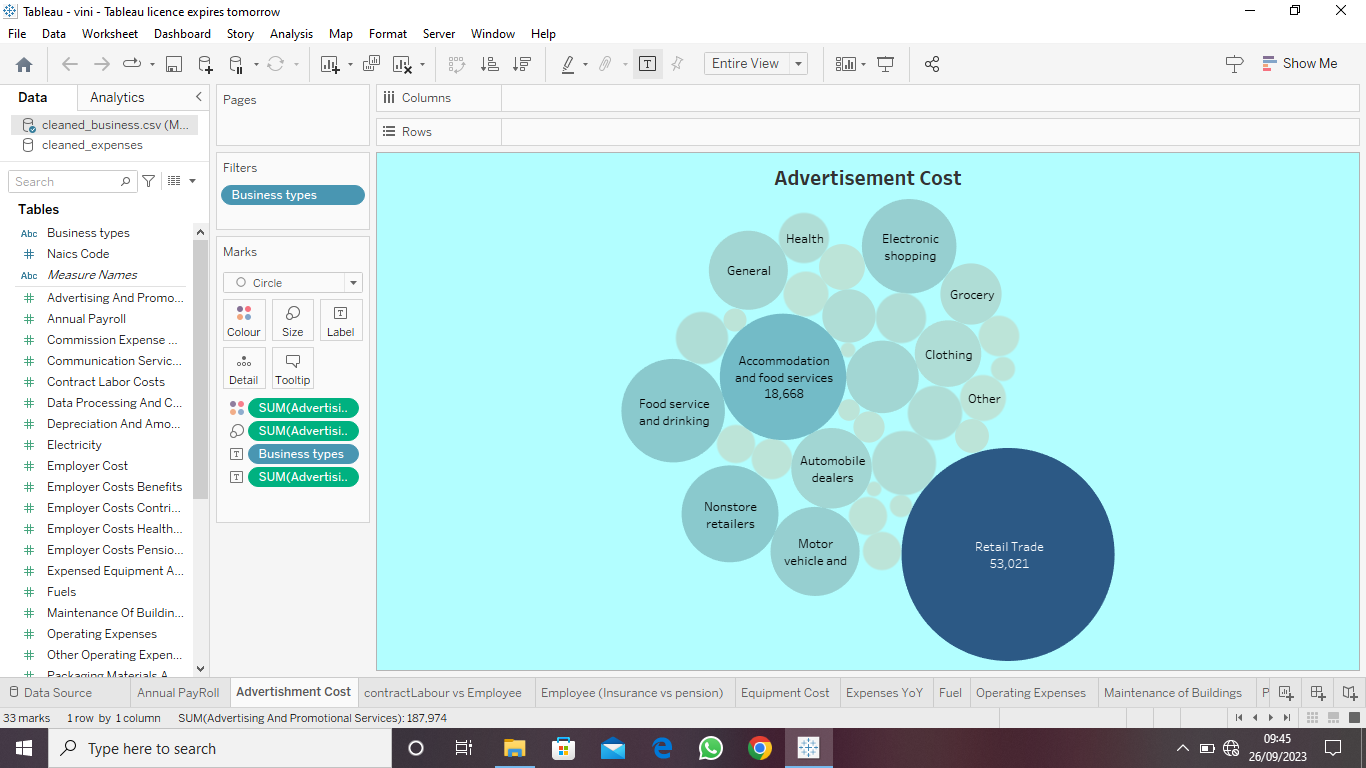 Tableau - vini - Tableau licence expires tomorrow
File Data Worksheet Dashboard Story Analysis Map Format Server Window Help
Entire View
Show Me
Data
Analytics
cleaned_business.csv (M...
cleaned_expenses
Search
Tables
Abc Business types
# Naics Code
Abc Measure Names
# Advertising And Promo...
# Annual Payroll
# Commission Expense ...
# Communication Servic...
# Contract Labor Costs
# Data Processing And C...
# Depreciation And Amo...
# Electricity
# Employer Cost
# Employer Costs Benefits
# Employer Costs Contri...
# Employer Costs Health...
# Employer Costs Pensio...
# Expensed Equipment A...
# Fuels
# Maintenance Of Buildin...
# Operating Expenses
# Other Operating Expen...
Packaging Materials A...
Pages
Filters
Business types
Marks
Circle
Colour
Size
T
Label
Detail
Tooltip
SUM(Advertisi..
SUM(Advertisi..
T Business types
T SUM(Advertisi..
Columns
Rows
Advertisement Cost
Health
Electronic
shopping
General
Grocery
Clothing
Accommodation
and food services
18,668
Other
Food service
and drinking
Automobile
dealers
Nonstore
retailers
Motor
vehicle and
Retail Trade
53,021
Data Source
Annual PayRoll
Advertishment Cost
contractLabour vs Employee
Employee (Insurance vs pension)
Equipment Cost
Expenses YoY
Fuel
Operating Expenses
Maintenance of Buildings
P
33 marks
1 row by 1 column
SUM(Advertising And Promotional Services): 187,974
Type here to search
09:45
26/09/2023